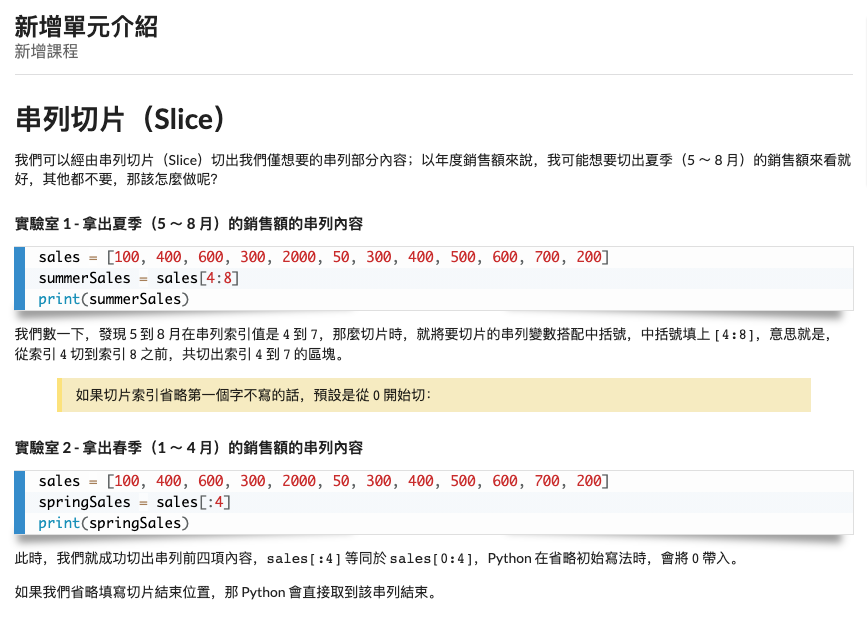 新增單元介紹
新增課程
串列切片（Slice）
我們可以經由串列切片（Slice）切出我們僅想要的串列部分內容；以年度銷售額來說，我可能想要切出夏季（5 ～ 8 月）的銷售額來看就
好，其他都不要，那該怎麼做呢?
實驗室 1 - 拿出夏季（5 ～ 8 月）的銷售額的串列內容
sales = [100, 400, 600, 300, 2000, 50, 300, 400, 500, 600, 700, 200]
summerSales = sales[4:8]
print(summerSales)
我們數一下，發現 5 到 8 月在串列索引值是 4 到 7，那麼切片時，就將要切片的串列變數搭配中括號，中括號填上 [4:8]，意思就是，
從索引 4 切到索引 8 之前，共切出索引 4 到 7 的區塊。
如果切片索引省略第一個字不寫的話，預設是從 0 開始切：
實驗室 2 - 拿出春季（1 ～ 4 月）的銷售額的串列內容
sales = [100, 400, 600, 300, 2000, 50, 300, 400, 500, 600, 700, 200]
springSales = sales[:4]
print(springSales)
此時，我們就成功切出串列前四項內容，sales[:4] 等同於 sales[0:4]，Python 在省略初始寫法時，會將 0 帶入。
如果我們省略填寫切片結束位置，那 Python 會直接取到該串列結束。